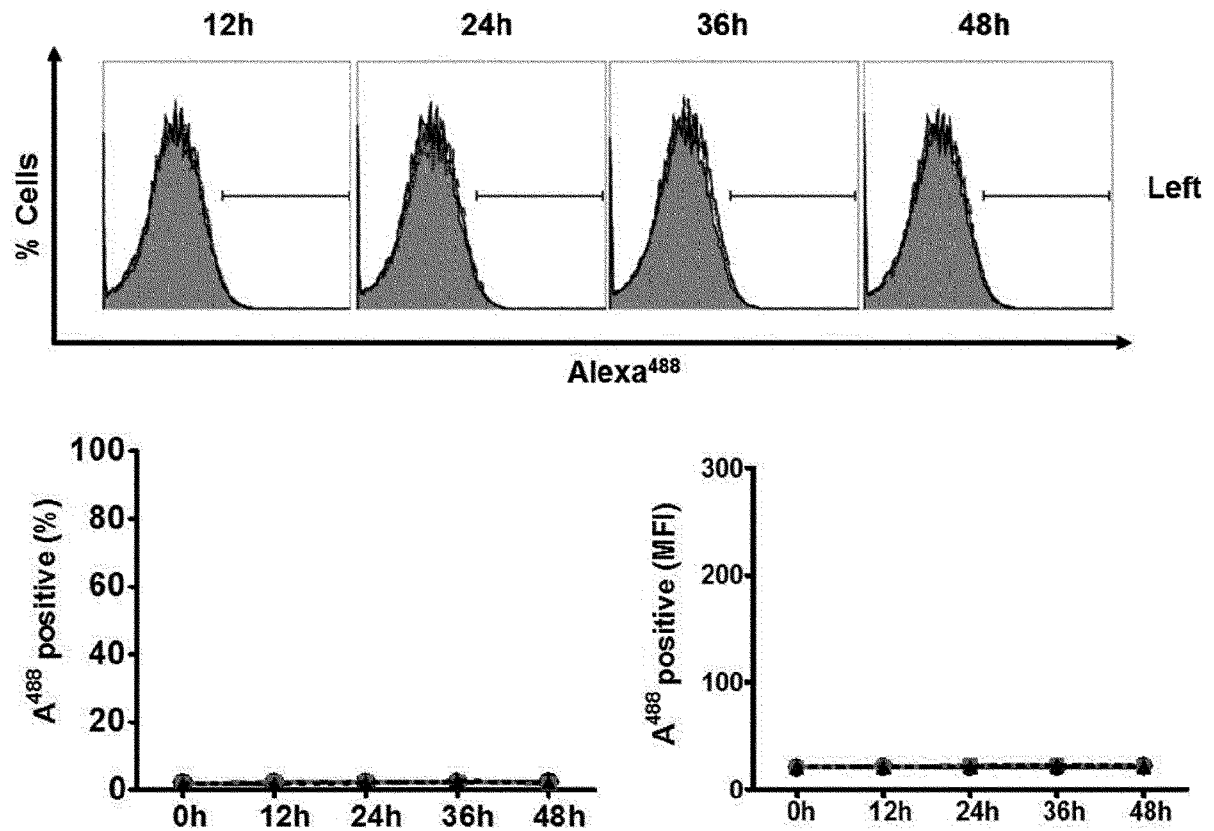 12h 24h 36h 48h
% Cells
Left
Alexa488
A488 positive (%)
100
80
60
40
20
0
0h 12h 24h 36h 48h
A488 positive (MFI)
300
200
100
0
0h 12h 24h 36h 48h